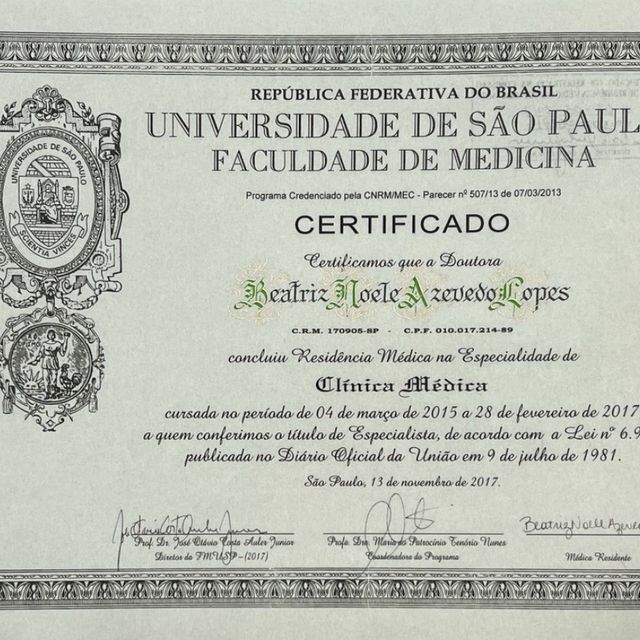 REPÚBLICA FEDERATIVA DO BRASIL
UNIVERSIDADE DE SÃO PAUL
FACULDADE DE MEDICINA
Programa Credenciado pela CNRM/MEC - Parecer nº 507/13 de 07/03/2013
CERTIFICADO
Certificamos que a Doutora
Beatriz Noele Azevedo Lopes
C.R.M. 170905-SP - C.P.F. 010.017.214-89
concluiu Residência Médica na Especialidade de
Clínica Médica
cursada no período de 04 de março de 2015 a 28 de fevereiro de 2017
a quem conferimos o título de Especialista, de acordo com a Lei nº 6.9
publicada no Diário Oficial da União em 9 de julho de 1981.
São Paulo, 13 de novembro de 2017.
Beatriz Noele Azeve
Prof. Dr. José Otávio Costa Auler Junior
Diretor da FMUSP-(2017)
Profa. Dra. Maria do Patrocínio Tenório Nunes
Coordenadora do Programa
Médica Residente
UNIVERSIDADE DE SÃO PAULO
SCIENTIA VINCES